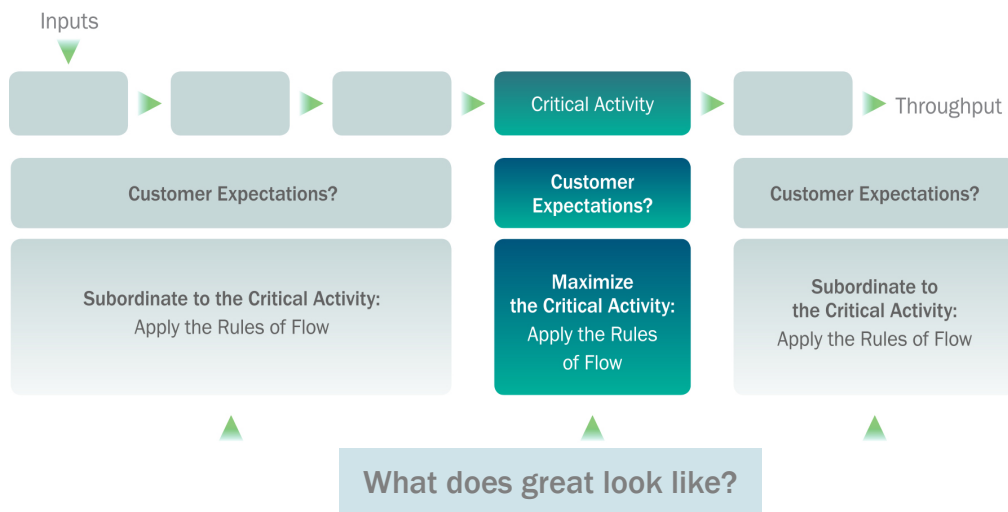 Inputs
Critical Activity
Throughput
Customer Expectations?
Customer
Expectations?
Customer Expectations?
Subordinate to the Critical Activity:
Apply the Rules of Flow
Maximize
the Critical Activity:
Apply the Rules
of Flow
Subordinate to
the Critical Activity:
Apply the Rules of Flow
What does great look like?